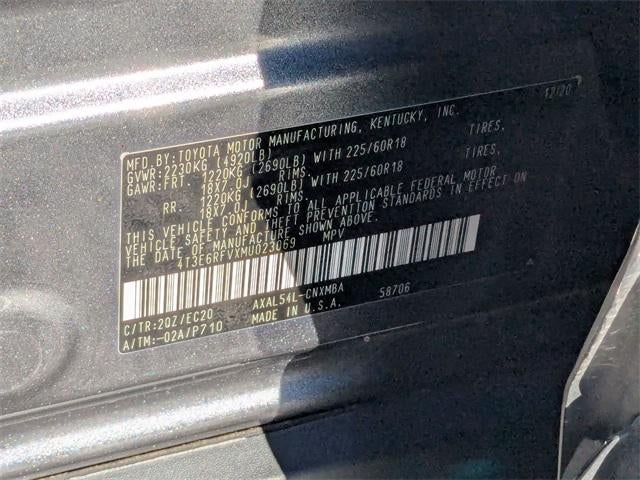 MFD.BY:TOYOTA MOTOR MANUFACTURING, KENTUCKY, INC. 12/20
GVWR:2230KG (4920LB)
GAWR:FRT. 1220KG (2690LB) WITH 225/60R18 TIRES,
18X7.0J RIMS.
RR. 1220KG (2690LB) WITH 225/60R18 TIRES,
18X7.0J RIMS.
THIS VEHICLE CONFORMS TO ALL APPLICABLE FEDERAL MOTOR
VEHICLE SAFETY AND THEFT PREVENTION STANDARDS IN EFFECT ON
THE DATE OF MANUFACTURE SHOWN ABOVE.
4T3E6RFVXMU023069 MPV
C/TR:20Z/EC20 AXAL54L-CNXMBA 58706
A/TM:-02A/P710 MADE IN U.S.A.